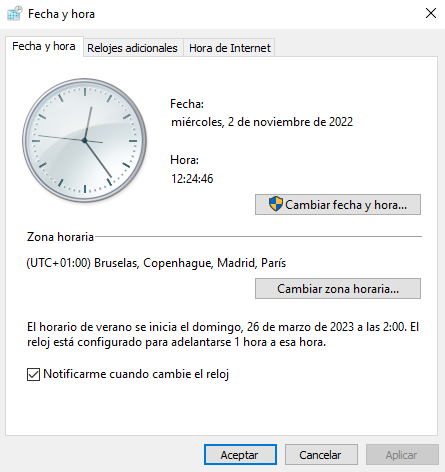 Fecha y hora
Fecha y hora
Relojes adicionales
Hora de Internet
Fecha:
miércoles, 2 de noviembre de 2022
Hora:
12:24:46
Cambiar fecha y hora...
Zona horaria
(UTC+01:00) Bruselas, Copenhague, Madrid, París
Cambiar zona horaria...
El horario de verano se inicia el domingo, 26 de marzo de 2023 a las 2:00. El
reloj está configurado para adelantarse 1 hora a esa hora.
Notificarme cuando cambie el reloj
Aceptar
Cancelar
Aplicar